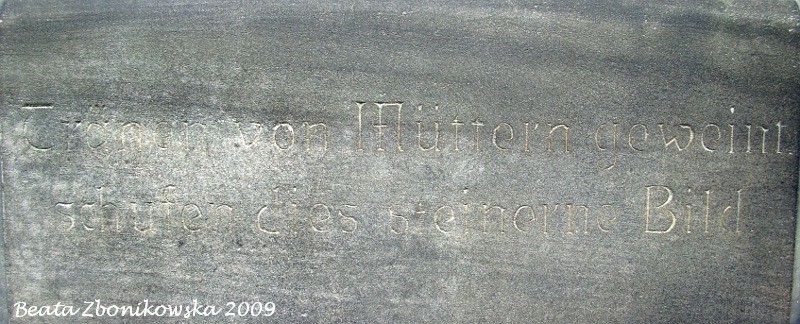 Tränen von Müttern geweint
schufen dies steinerne Bild
Beata Zbonikowska 2009